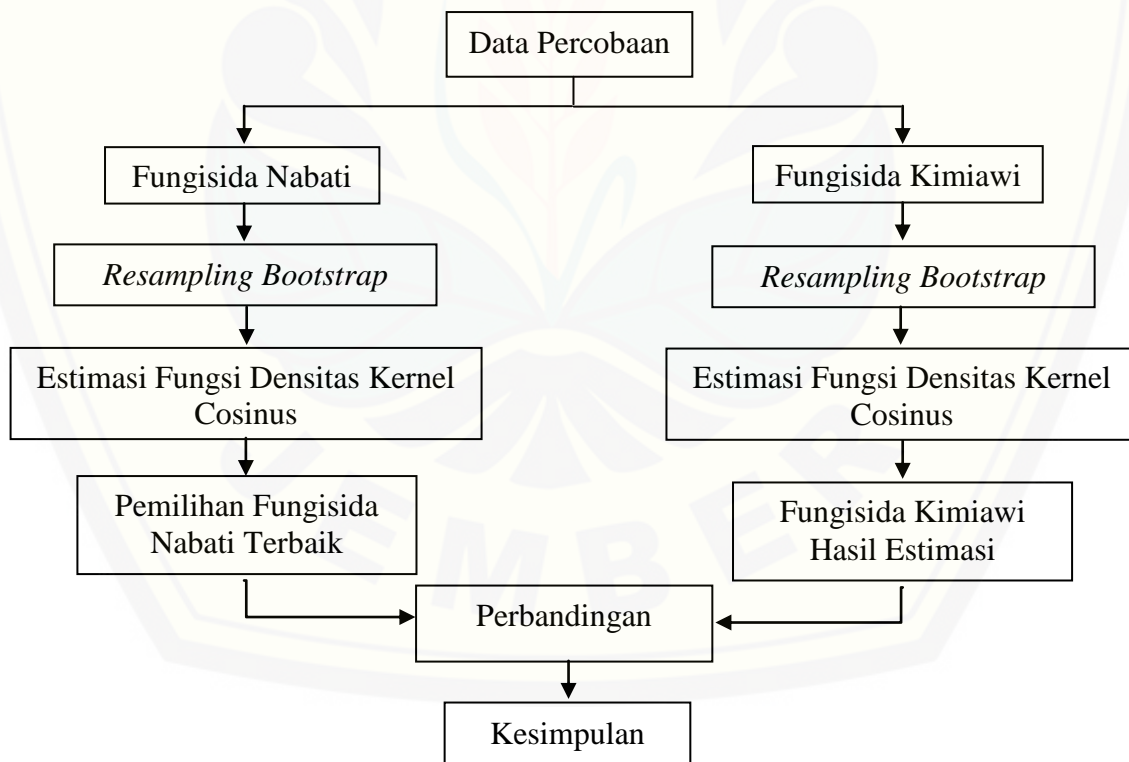 Data Percobaan
Fungisida Nabati
Fungisida Kimiawi
Resampling Bootstrap
Resampling Bootstrap
Estimasi Fungsi Densitas Kernel
Cosinus
Estimasi Fungsi Densitas Kernel
Cosinus
Pemilihan Fungisida
Nabati Terbaik
Fungisida Kimiawi
Hasil Estimasi
JEMBER
Perbandingan
Kesimpulan